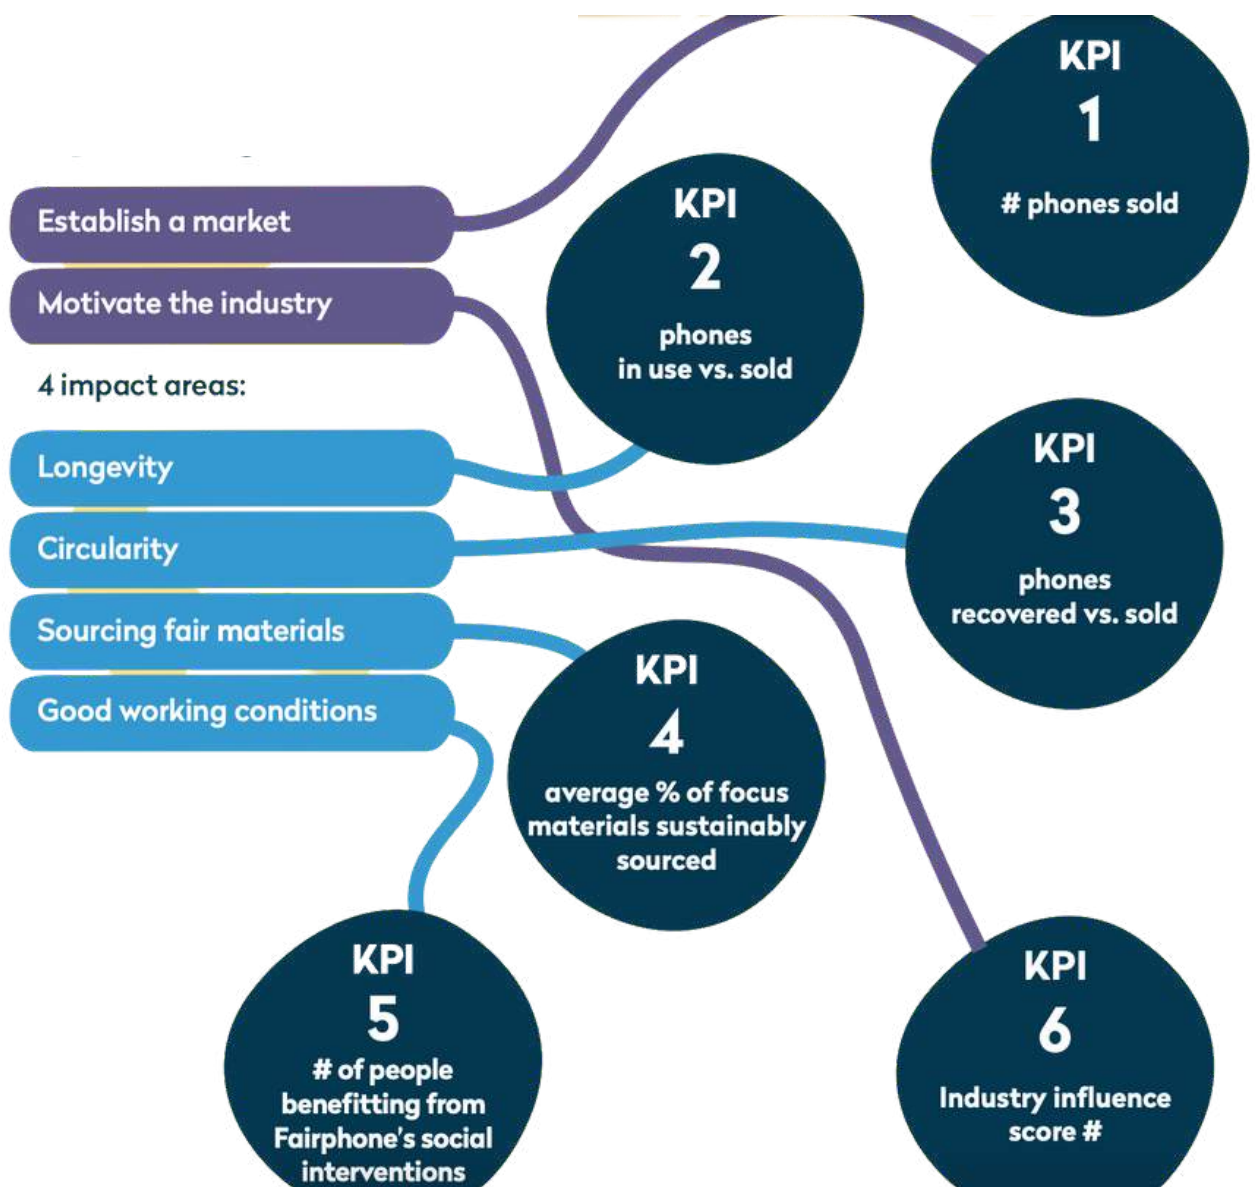 Establish a market
Motivate the industry
4 impact areas:
Longevity
Circularity
Sourcing fair materials
Good working conditions
KPI
1
# phones sold
KPI
2
phones
in use vs. sold
KPI
3
phones
recovered vs. sold
KPI
4
average % of focus
materials sustainably
sourced
KPI
5
# of people
benefitting from
Fairphone's social
interventions
KPI
6
Industry influence
score #